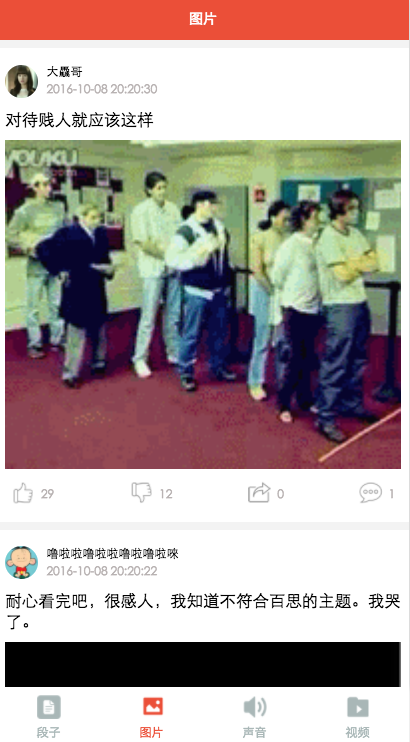 图片
大驫哥
2016-10-08 20:20:30
对待贱人就应该这样
YOUKU
.com
29
12
0
1
噜啦啦噜啦啦噜啦噜啦唻
2016-10-08 20:20:22
耐心看完吧，很感人，我知道不符合百思的主题。我哭
了。
段子
图片
声音
视频